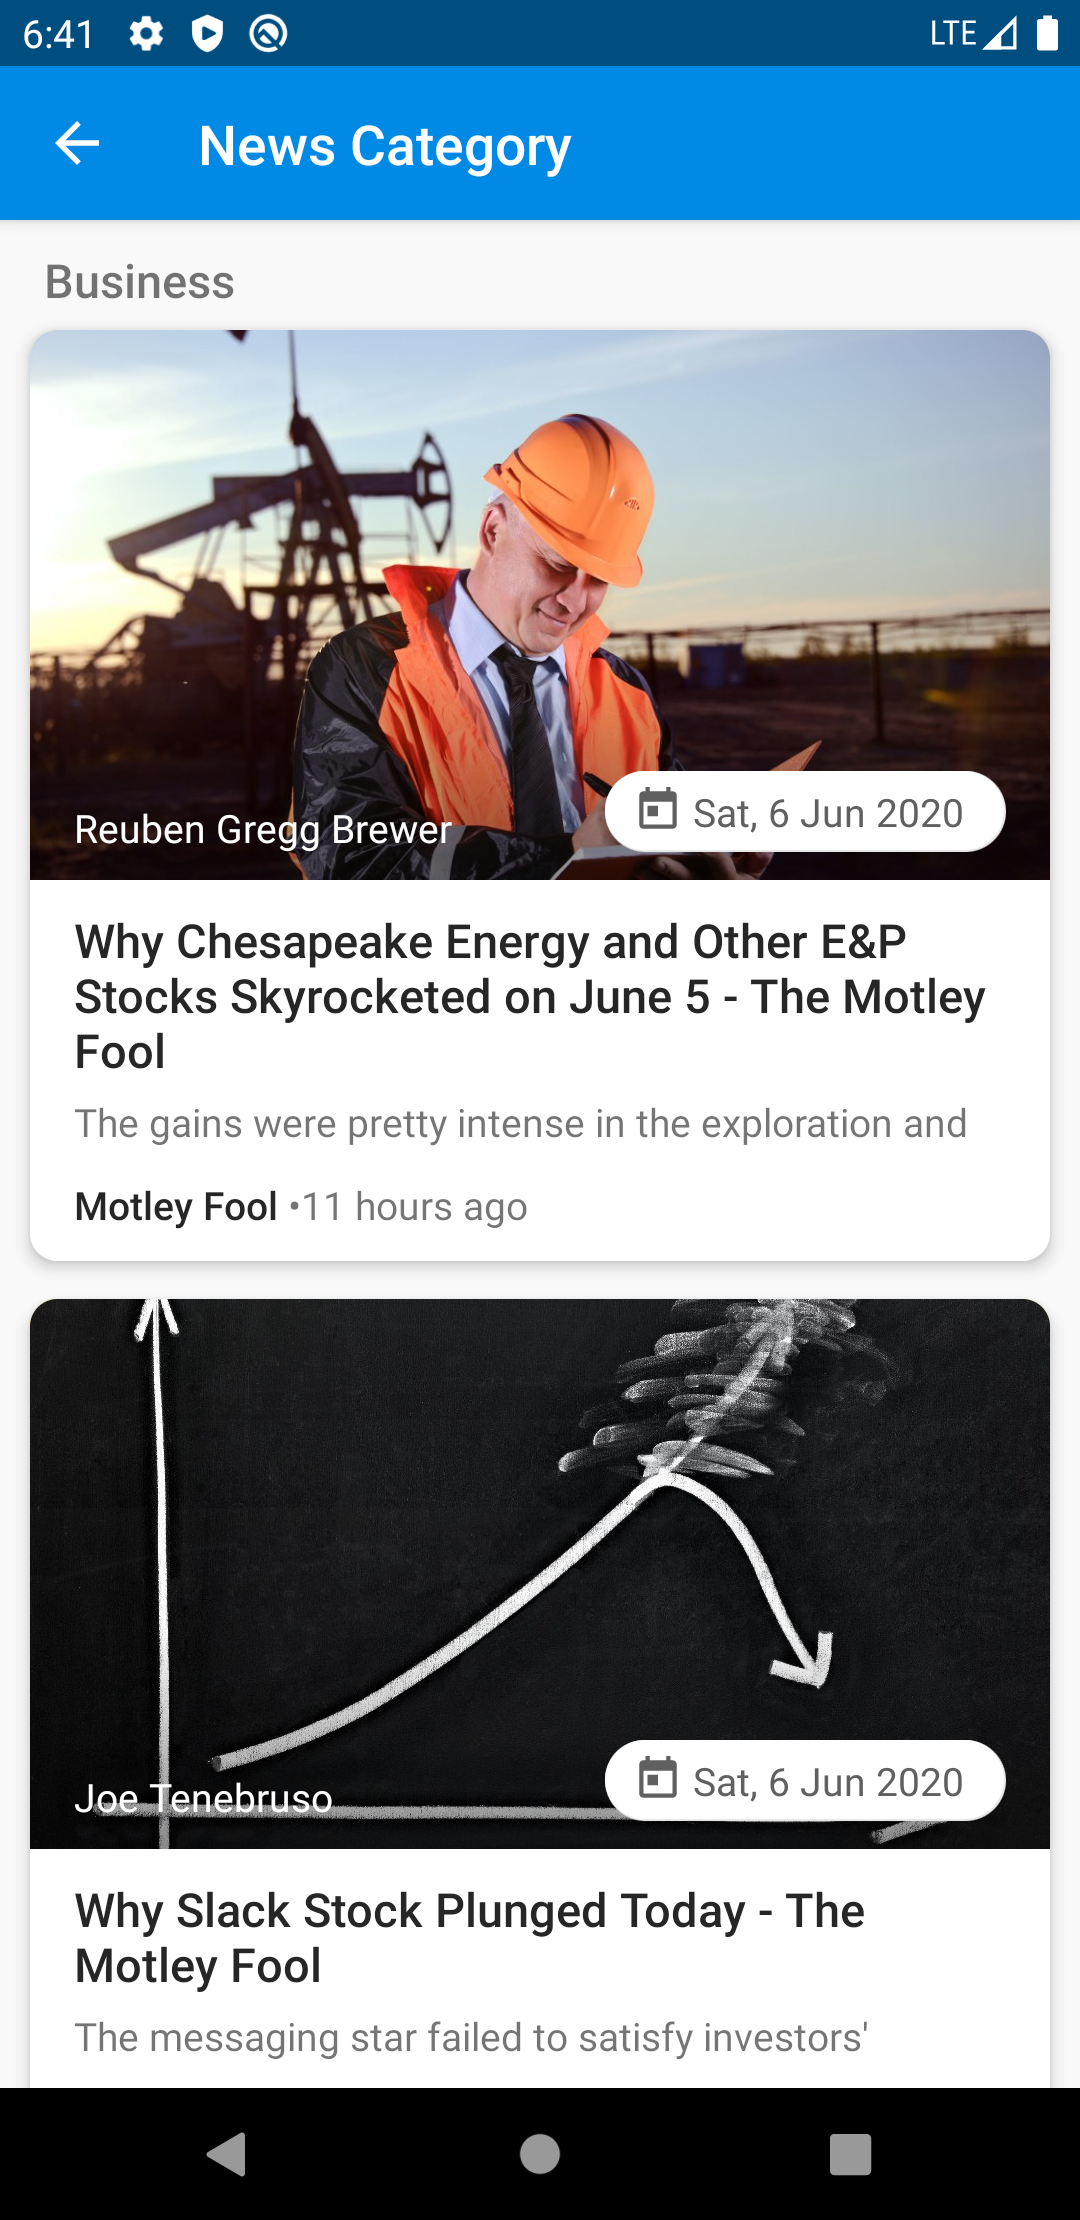 6:41
LTE
News Category
Business
Reuben Gregg Brewer
Sat, 6 Jun 2020
Why Chesapeake Energy and Other E&P
Stocks Skyrocketed on June 5 - The Motley
Fool
The gains were pretty intense in the exploration and
Motley Fool •11 hours ago
Joe Tenebruso
Sat, 6 Jun 2020
Why Slack Stock Plunged Today - The
Motley Fool
The messaging star failed to satisfy investors'